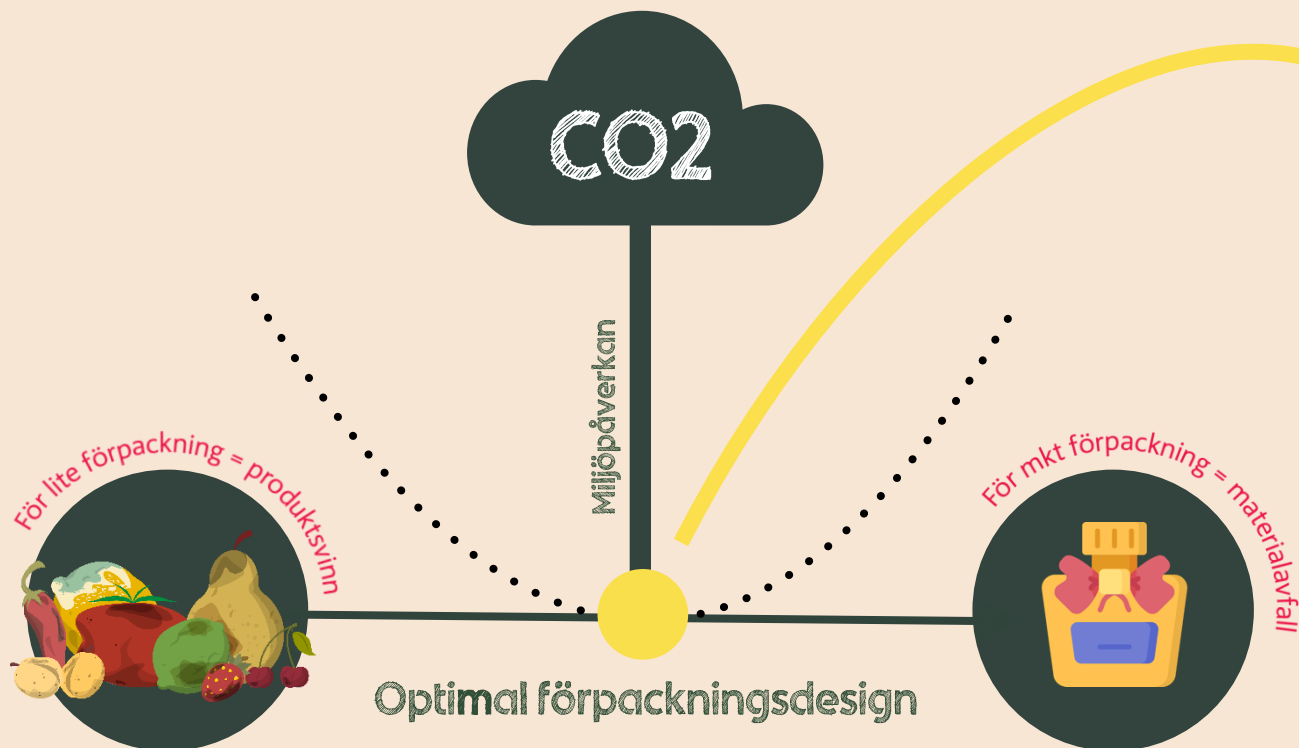 CO2
Miljöpåverkan
För lite förpackning = produktsvinn
För mkt förpackning = materialavfall
Optimal förpackningsdesign